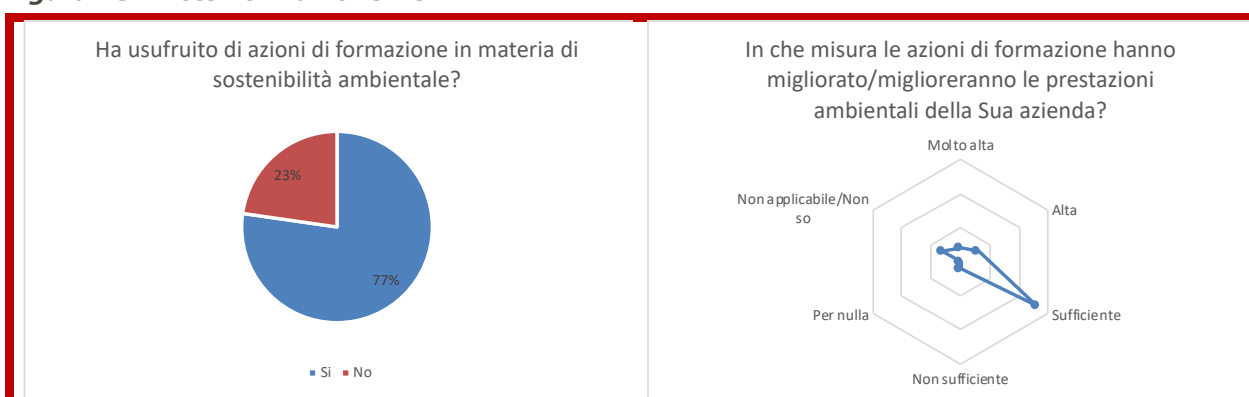 Ha usufruito di azioni di formazione in materia di
sostenibilità ambientale?
23%
77%
Si No
In che misura le azioni di formazione hanno
migliorato/miglioreranno le prestazioni
ambientali della Sua azienda?
Molto alta
Non applicabile/Non
so
Alta
Per nulla
Sufficiente
Non sufficiente